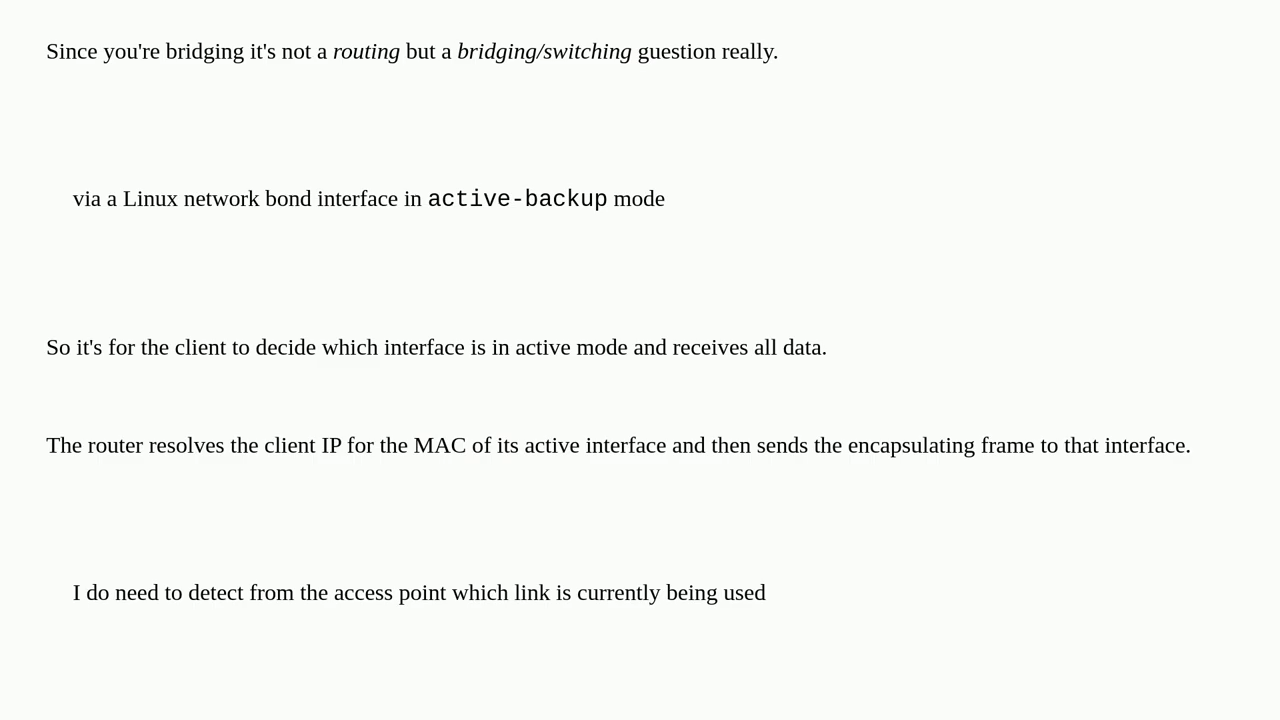 Since you're bridging it's not a routing but a bridging/switching guestion really.
via a Linux network bond interface in active-backup mode
So it's for the client to decide which interface is in active mode and receives all data.
The router resolves the client IP for the MAC of its active interface and then sends the encapsulating frame to that interface.
I do need to detect from the access point which link is currently being used